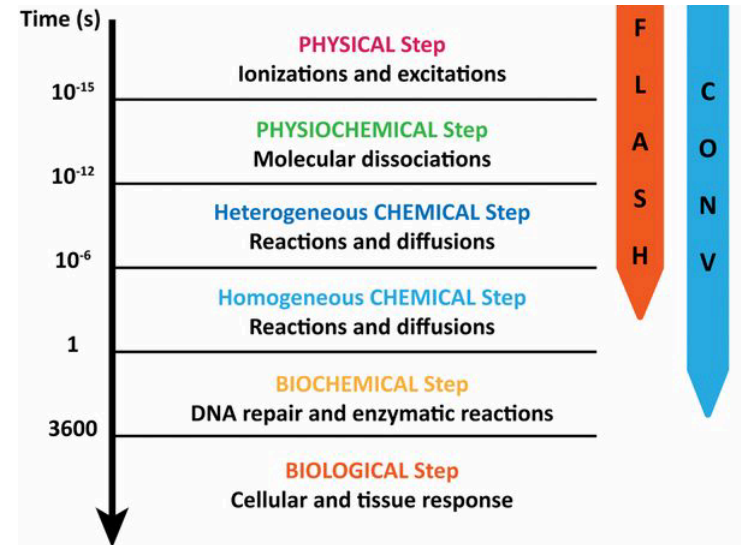 Time (s)
PHYSICAL Step
Ionizations and excitations
10⁻¹⁵
PHYSIOCHEMICAL Step
Molecular dissociations
10⁻¹²
Heterogeneous CHEMICAL Step
Reactions and diffusions
10⁻⁶
Homogeneous CHEMICAL Step
Reactions and diffusions
1
BIOCHEMICAL Step
DNA repair and enzymatic reactions
3600
BIOLOGICAL Step
Cellular and tissue response
FLASH
CONV